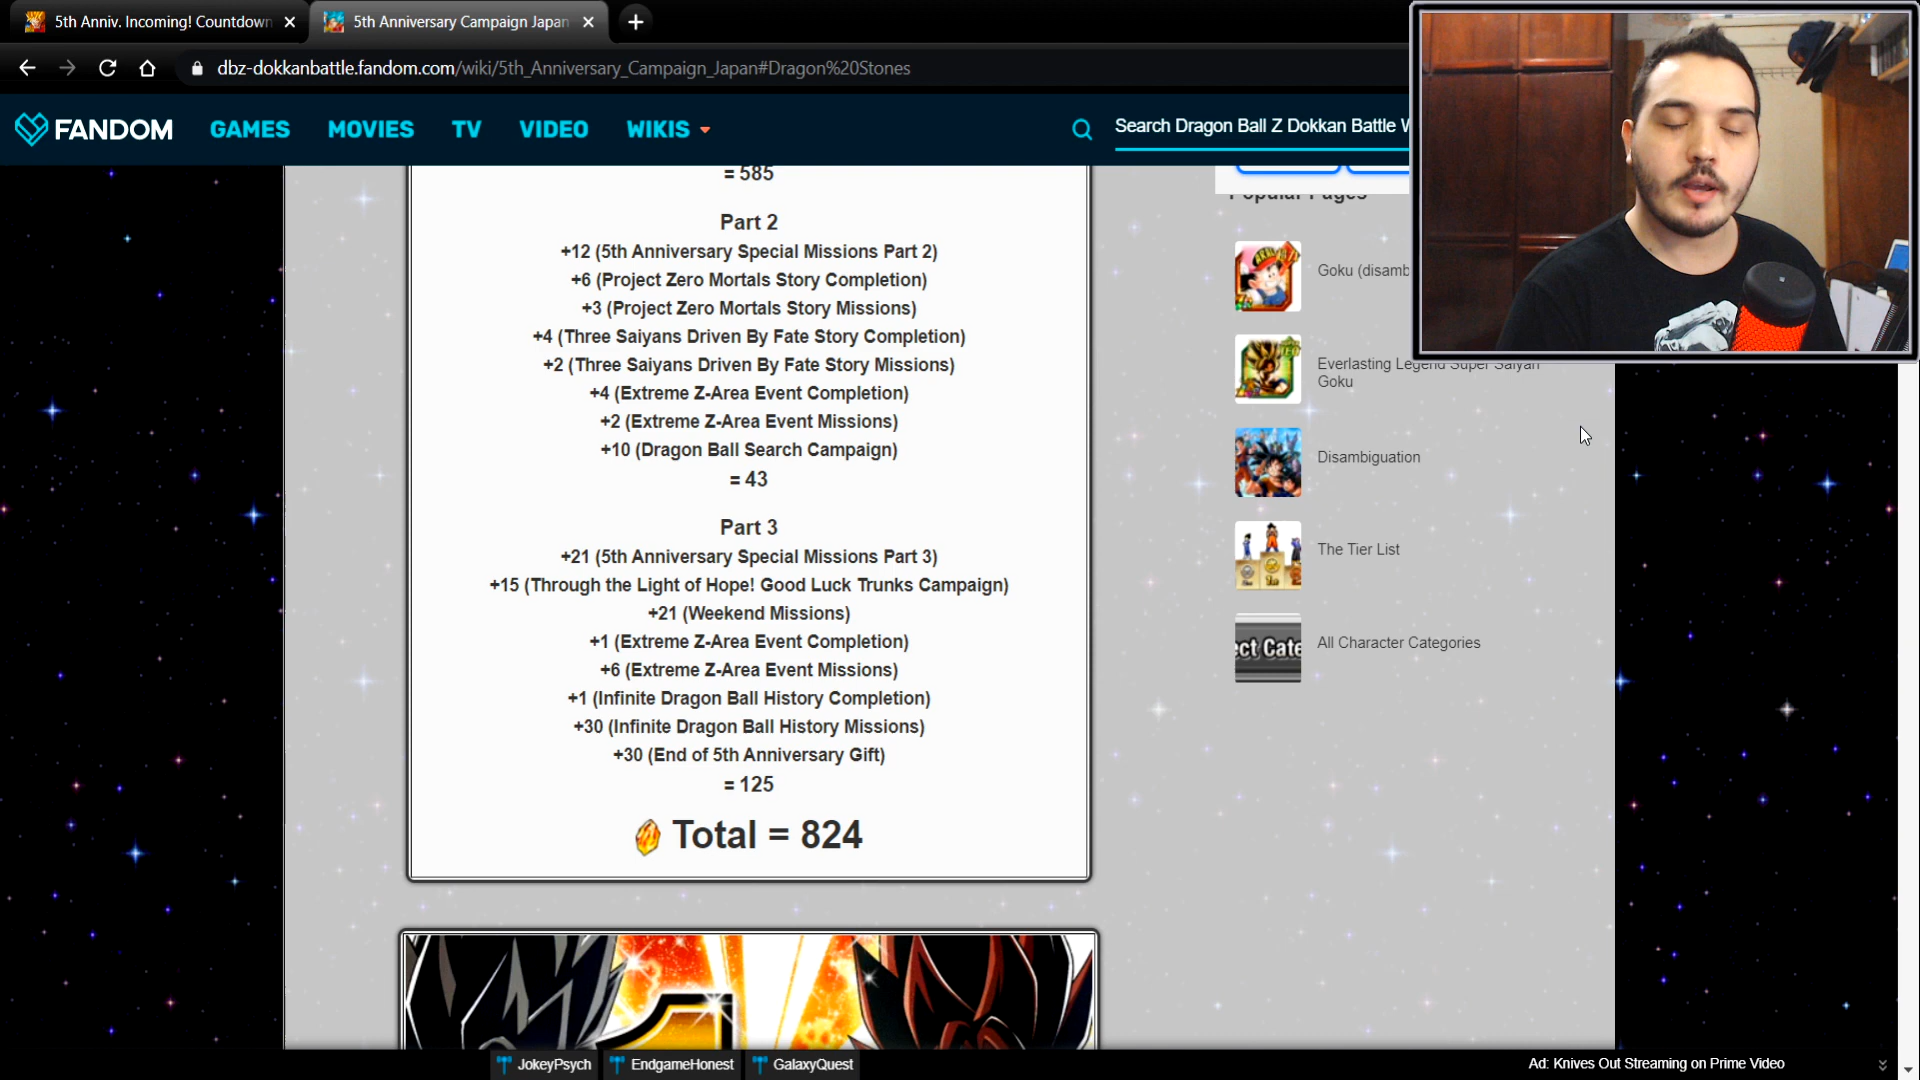 5th Anniv. Incoming! Countdown
5th Anniversary Campaign Japan
dbz-dokkanbattle.fandom.com/wiki/5th_Anniversary_Campaign_Japan#Dragon%20Stones
FANDOM
GAMES
MOVIES
TV
VIDEO
WIKIS
Search Dragon Ball Z Dokkan Battle W
= 585
Part 2
+12 (5th Anniversary Special Missions Part 2)
+6 (Project Zero Mortals Story Completion)
+3 (Project Zero Mortals Story Missions)
+4 (Three Saiyans Driven By Fate Story Completion)
+2 (Three Saiyans Driven By Fate Story Missions)
+4 (Extreme Z-Area Event Completion)
+2 (Extreme Z-Area Event Missions)
+10 (Dragon Ball Search Campaign)
= 43
Part 3
+21 (5th Anniversary Special Missions Part 3)
+15 (Through the Light of Hope! Good Luck Trunks Campaign)
+21 (Weekend Missions)
+1 (Extreme Z-Area Event Completion)
+6 (Extreme Z-Area Event Missions)
+1 (Infinite Dragon Ball History Completion)
+30 (Infinite Dragon Ball History Missions)
+30 (End of 5th Anniversary Gift)
= 125
Total = 824
Popular Pages
Goku (disamb
Everlasting Legend Super Saiyan
Goku
Disambiguation
The Tier List
All Character Categories
ect Cate
JokeyPsych
EndgameHonest
GalaxyQuest
Ad: Knives Out Streaming on Prime Video